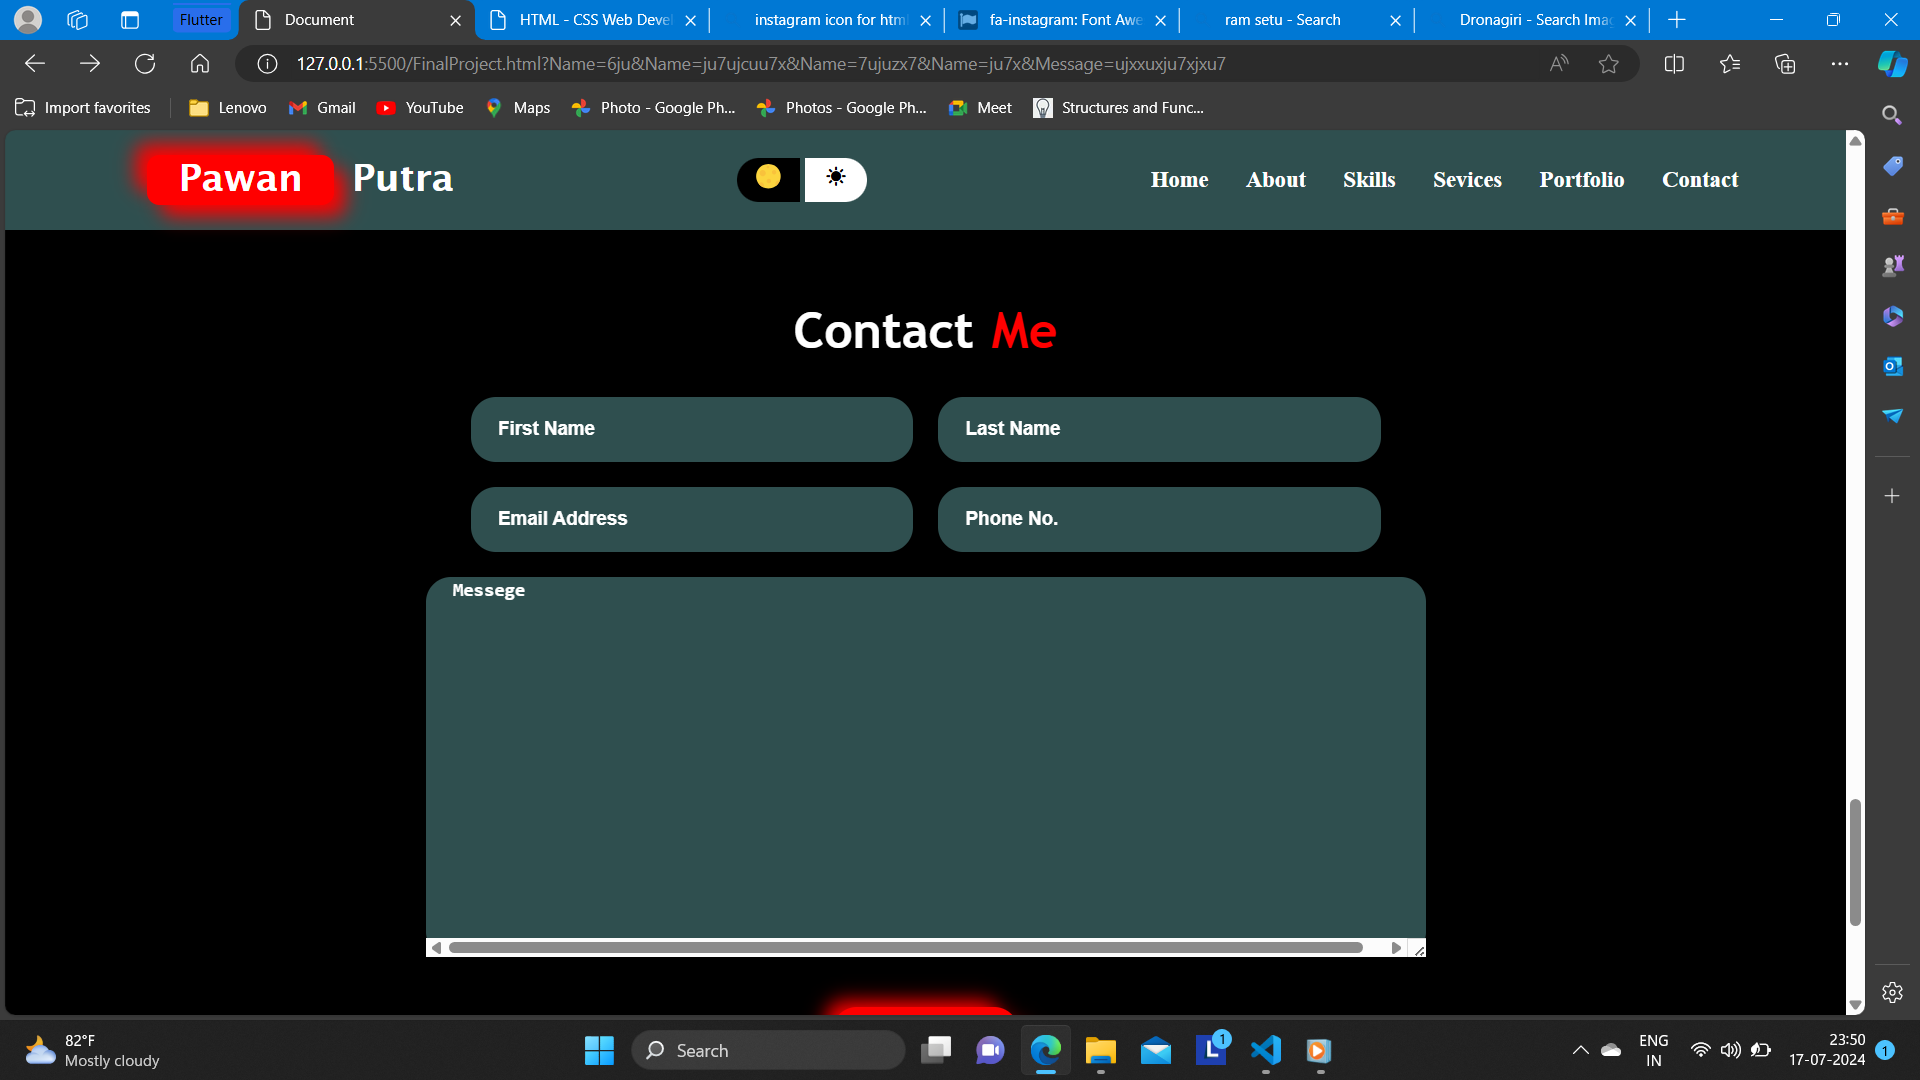 Flutter
Document
HTML - CSS Web Devel
instagram icon for html
fa-instagram: Font Awe
ram setu - Search
Dronagiri - Search Imag
127.0.0.1:5500/FinalProject.html?Name=6ju&Name=ju7ujcuu7x&Name=7ujuzx7&Name=ju7x&Message=ujxxuxju7xjxu7
Import favorites
Lenovo
Gmail
YouTube
Maps
Photo - Google Ph...
Photos - Google Ph...
Meet
Structures and Func...
Pawan Putra
Home About Skills Sevices Portfolio Contact
Contact Me
First Name
Last Name
Email Address
Phone No.
Messege
82°F
Mostly cloudy
Search
1
ENG
IN
23:50
17-07-2024
1